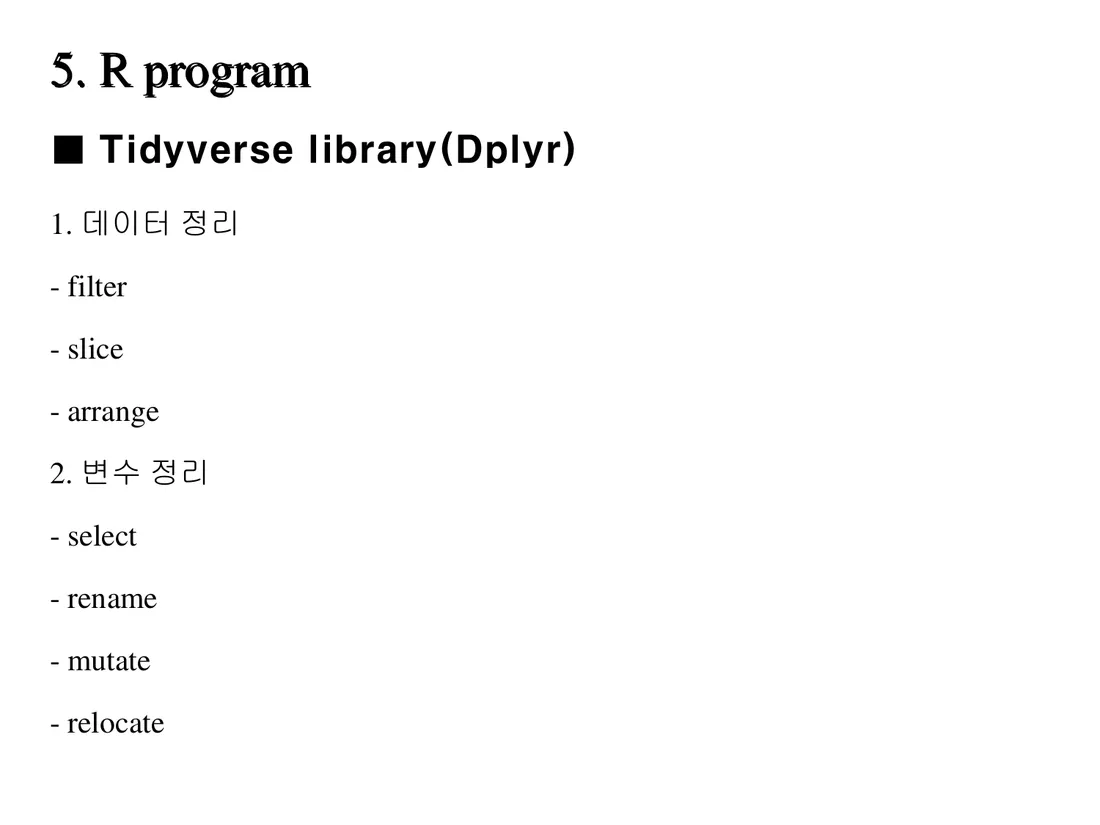 5. R program
■ Tidyverse library(Dplyr)
1. 데이터 정리
- filter
- slice
- arrange
2. 변수 정리
- select
- rename
- mutate
- relocate